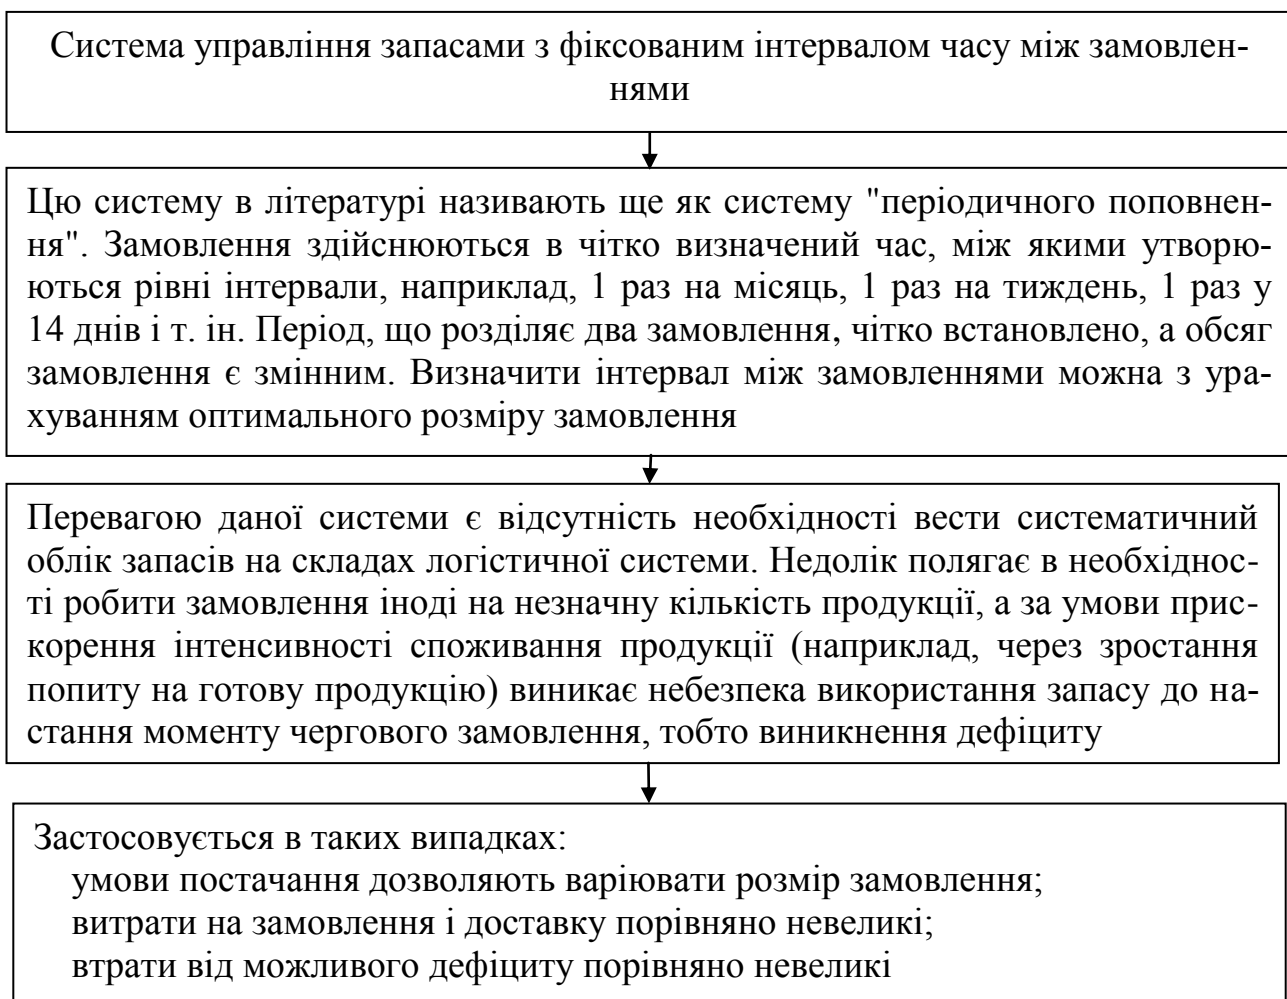 Система управління запасами з фіксованим інтервалом часу між замовлен-
нями
Цю систему в літературі називають ще як систему "періодичного поповнен-
ня". Замовлення здійснюються в чітко визначений час, між якими утворю-
ються рівні інтервали, наприклад, 1 раз на місяць, 1 раз на тиждень, 1 раз у
14 днів і т. ін. Період, що розділяє два замовлення, чітко встановлено, а обсяг
замовлення є змінним. Визначити інтервал між замовленнями можна з ура-
хуванням оптимального розміру замовлення
Перевагою даної системи є відсутність необхідності вести систематичний
облік запасів на складах логістичної системи. Недолік полягає в необхіднос-
ті робити замовлення іноді на незначну кількість продукції, а за умови прис-
корення інтенсивності споживання продукції (наприклад, через зростання
попиту на готову продукцію) виникає небезпека використання запасу до на-
стання моменту чергового замовлення, тобто виникнення дефіциту
Застосовується в таких випадках:
умови постачання дозволяють варіювати розмір замовлення;
витрати на замовлення і доставку порівняно невеликі;
втрати від можливого дефіциту порівняно невеликі